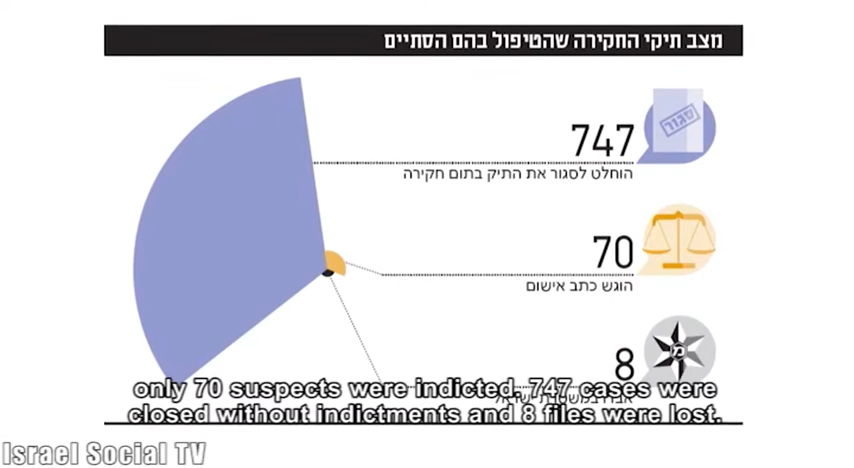 מצב תיקי החקירה שהטיפול בהם הסתיים
סגור
747
הוחלט לסגור את התיק בתום חקירה
70
הוגש כתב אישום
8
מ
only 70 suspects were indicted. 747 cases were
closed without indictments and 8 files were lost.
Israel Social TV